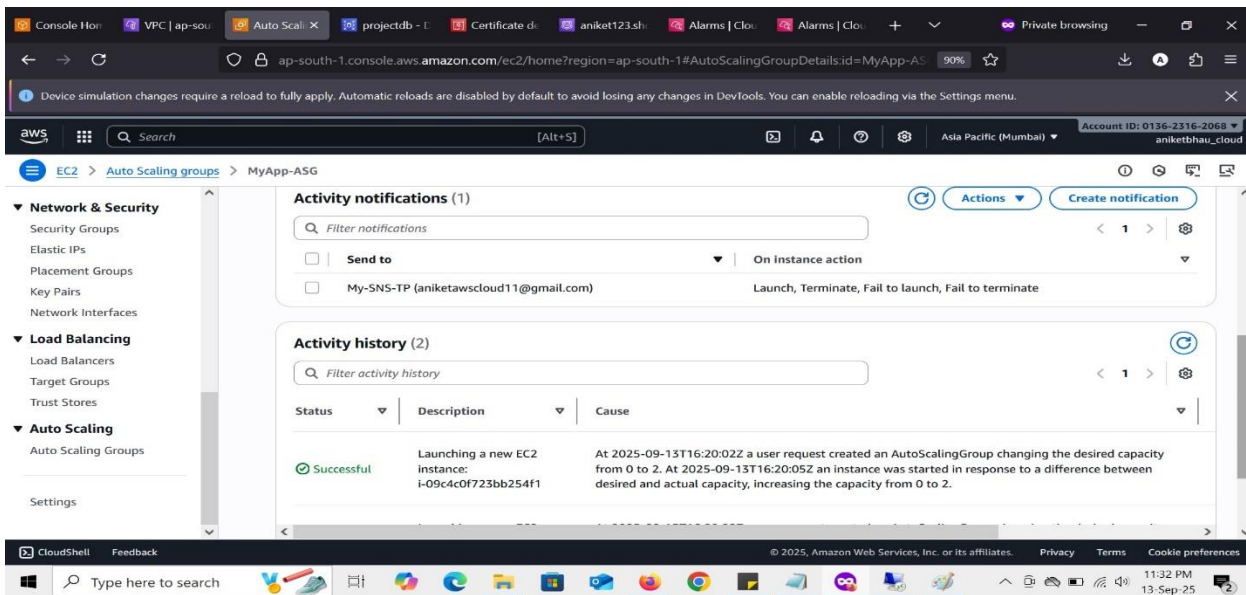 Console Hom
VPC | ap-sou
Auto Scali
projectdb - D
Certificate de
aniket123.sh
Alarms | Clou
Alarms | Clou
Private browsing
ap-south-1.console.aws.amazon.com/ec2/home?region=ap-south-1#AutoScalingGroupDetails:id=MyApp-AS
90%
Device simulation changes require a reload to fully apply. Automatic reloads are disabled by default to avoid losing any changes in DevTools. You can enable reloading via the Settings menu.
aws
Search
[Alt+S]
Asia Pacific (Mumbai)
Account ID: 0136-2316-2068
aniketbhau_cloud
EC2 > Auto Scaling groups > MyApp-ASG
Network & Security
Security Groups
Elastic IPs
Placement Groups
Key Pairs
Network Interfaces
Load Balancing
Load Balancers
Target Groups
Trust Stores
Auto Scaling
Auto Scaling Groups
Settings
Activity notifications (1)
Actions
Create notification
Filter notifications
1
Send to
On instance action
My-SNS-TP (aniketawscloud11@gmail.com)
Launch, Terminate, Fail to launch, Fail to terminate
Activity history (2)
Filter activity history
1
Status
Description
Cause
Successful
Launching a new EC2
instance:
i-09c4c0f723bb254f1
At 2025-09-13T16:20:02Z a user request created an AutoScalingGroup changing the desired capacity
from 0 to 2. At 2025-09-13T16:20:05Z an instance was started in response to a difference between
desired and actual capacity, increasing the capacity from 0 to 2.
CloudShell
Feedback
© 2025, Amazon Web Services, Inc. or its affiliates.
Privacy
Terms
Cookie preferences
Type here to search
11:32 PM
13-Sep-25
2